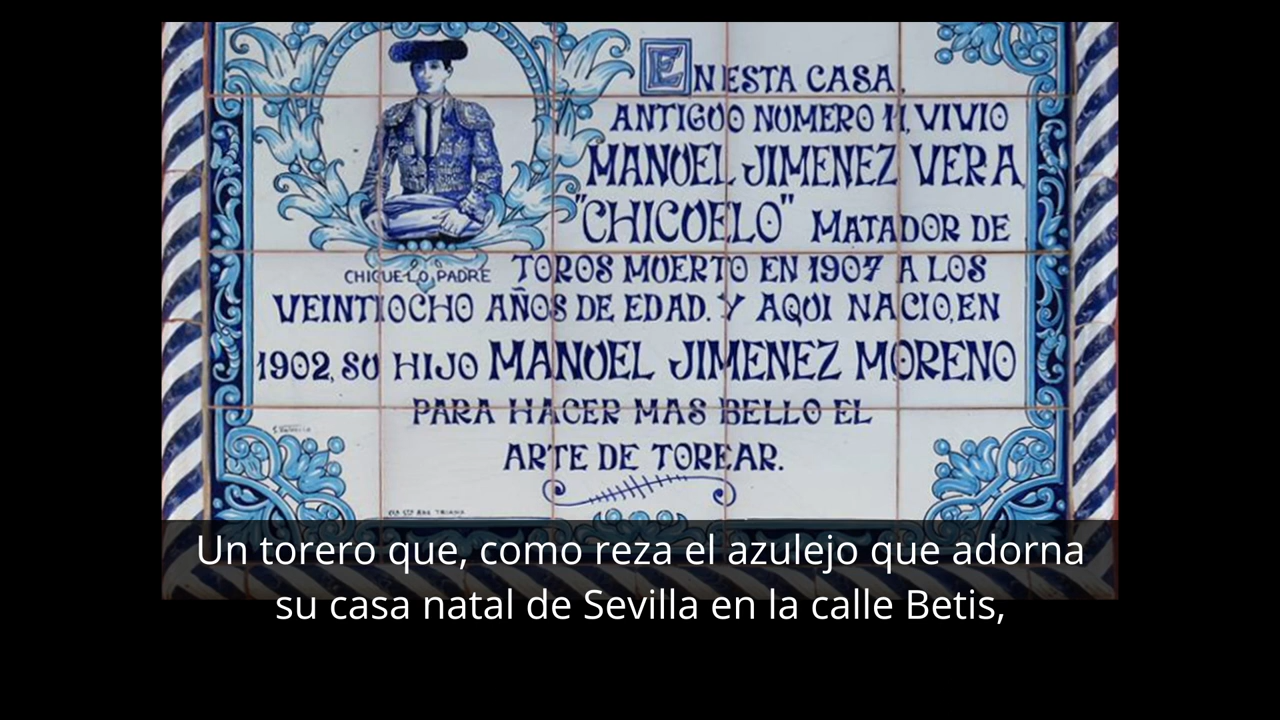 EN ESTA CASA,
ANTIGUO NUMERO 11, VIVIO
MANUEL JIMENEZ VERA
"CHICUELO" MATADOR DE
CHICUELO, PADRE
TOROS MUERTO EN 1907 A LOS
VEINTIOCHO AÑOS DE EDAD. Y AQUI NACIO, EN
1902, SU HIJO MANUEL JIMENEZ MORENO
PARA HACER MAS BELLO EL
ARTE DE TOREAR.
Un torero que, como reza el azulejo que adorna
su casa natal de Sevilla en la calle Betis,